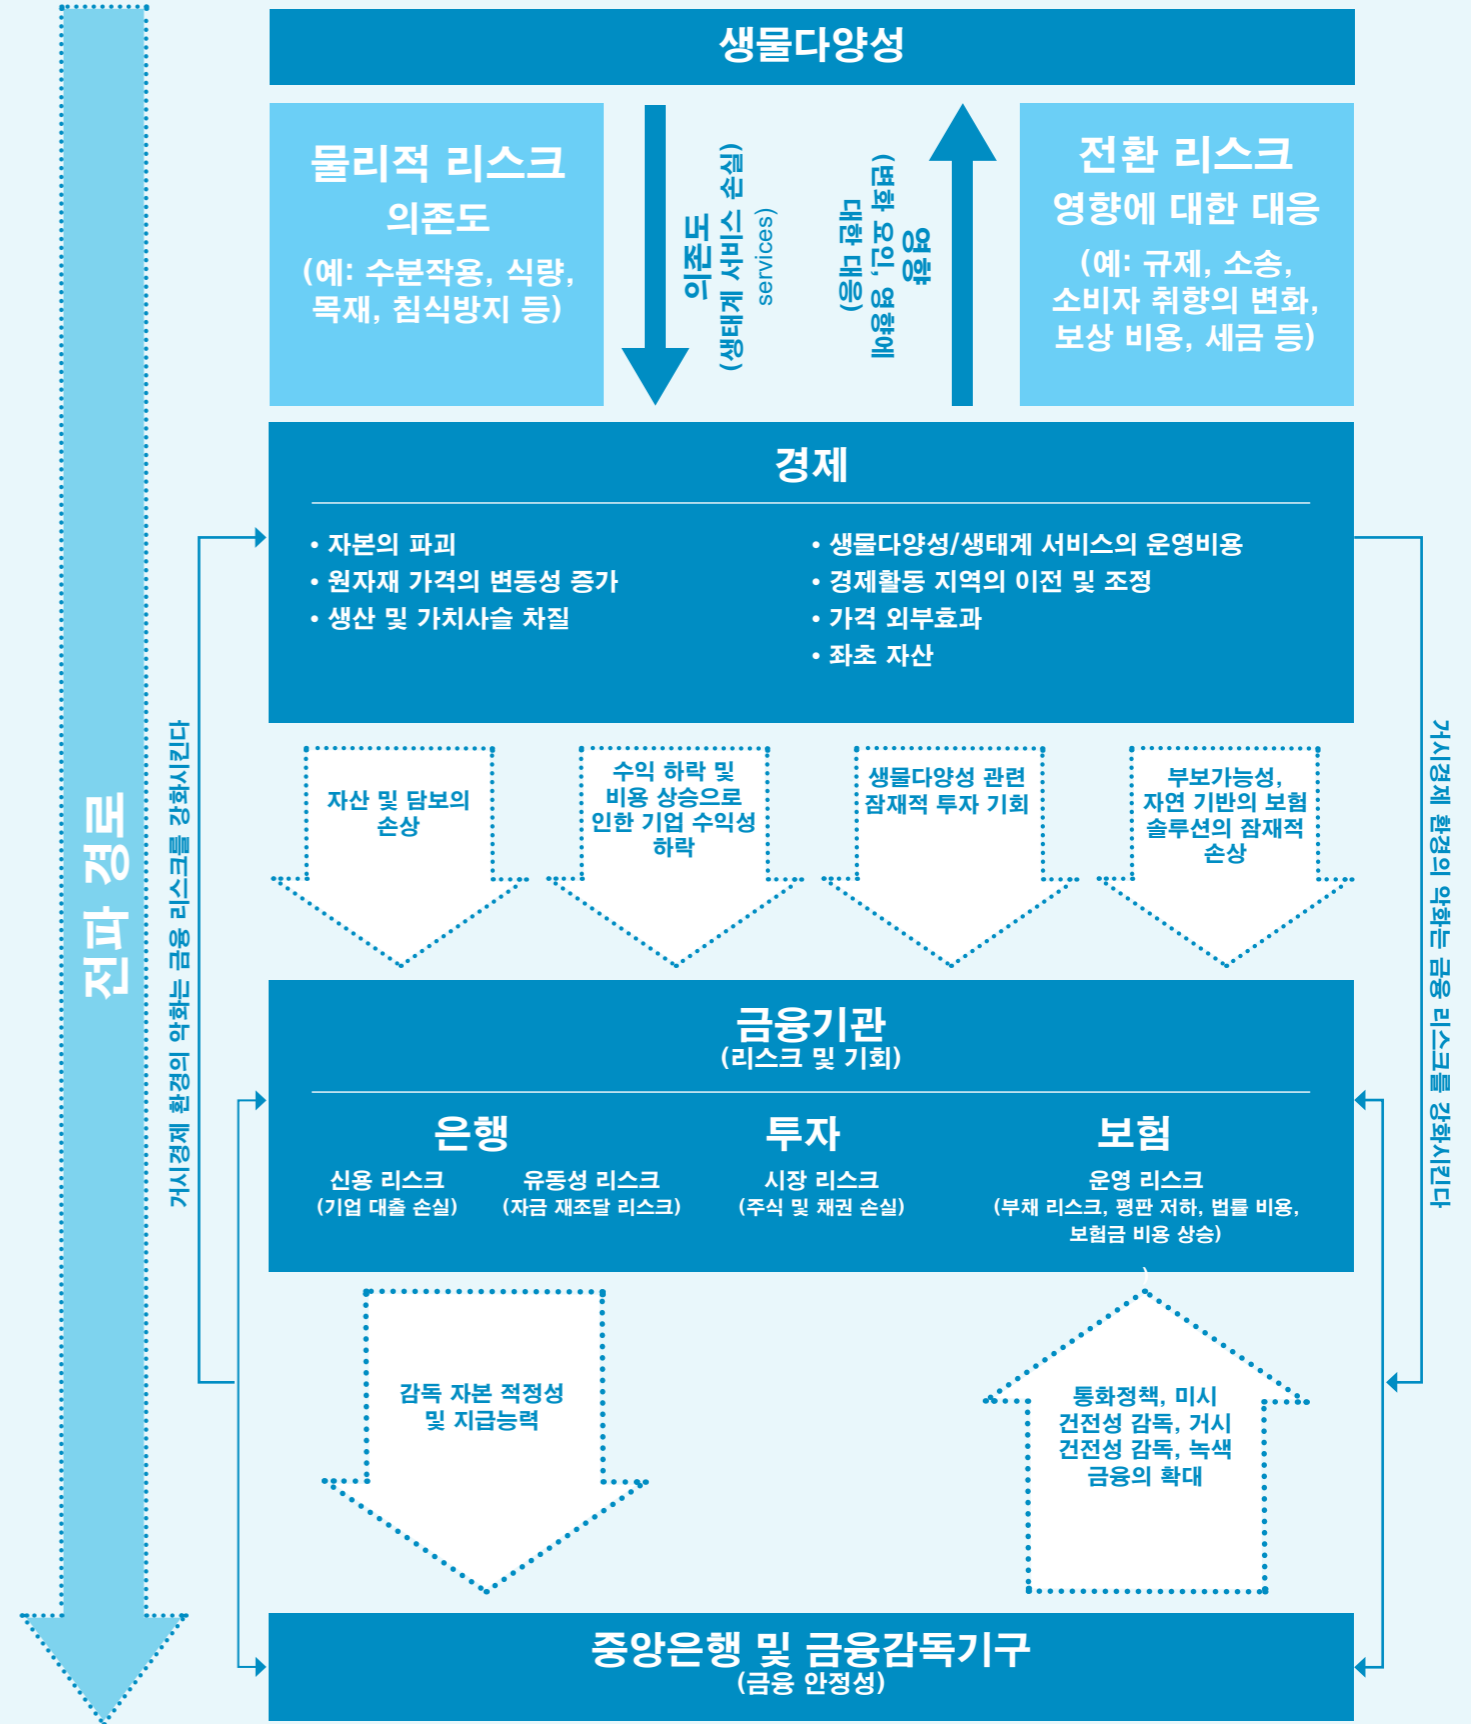 생물다양성
물리적 리스크
의존도
(예: 수분작용, 식량,
목재, 침식방지 등)
의존도
(생태계 서비스 손실)
services)
영향
(변화 요인, 영향에
대한 대응)
전환 리스크
영향에 대한 대응
(예: 규제, 소송,
소비자 취향의 변화,
보상 비용, 세금 등)
경제
• 자본의 파괴
• 원자재 가격의 변동성 증가
• 생산 및 가치사슬 차질
• 생물다양성/생태계 서비스의 운영비용
• 경제활동 지역의 이전 및 조정
• 가격 외부효과
• 좌초 자산
전파 경로
거시경제 환경의 악화는 금융 리스크를 강화시킨다
거시경제 환경의 악화는 금융 리스크를 강화시킨다
자산 및 담보의
손상
수익 하락 및
비용 상승으로
인한 기업 수익성
하락
생물다양성 관련
잠재적 투자 기회
부보가능성,
자연 기반의 보험
솔루션의 잠재적
손상
금융기관
(리스크 및 기회)
은행
신용 리스크
(기업 대출 손실)
유동성 리스크
(자금 재조달 리스크)
투자
시장 리스크
(주식 및 채권 손실)
보험
운영 리스크
(부채 리스크, 평판 저하, 법률 비용,
보험금 비용 상승)
)
감독 자본 적정성
및 지급능력
통화정책, 미시
건전성 감독, 거시
건전성 감독, 녹색
금융의 확대
중앙은행 및 금융감독기구
(금융 안정성)